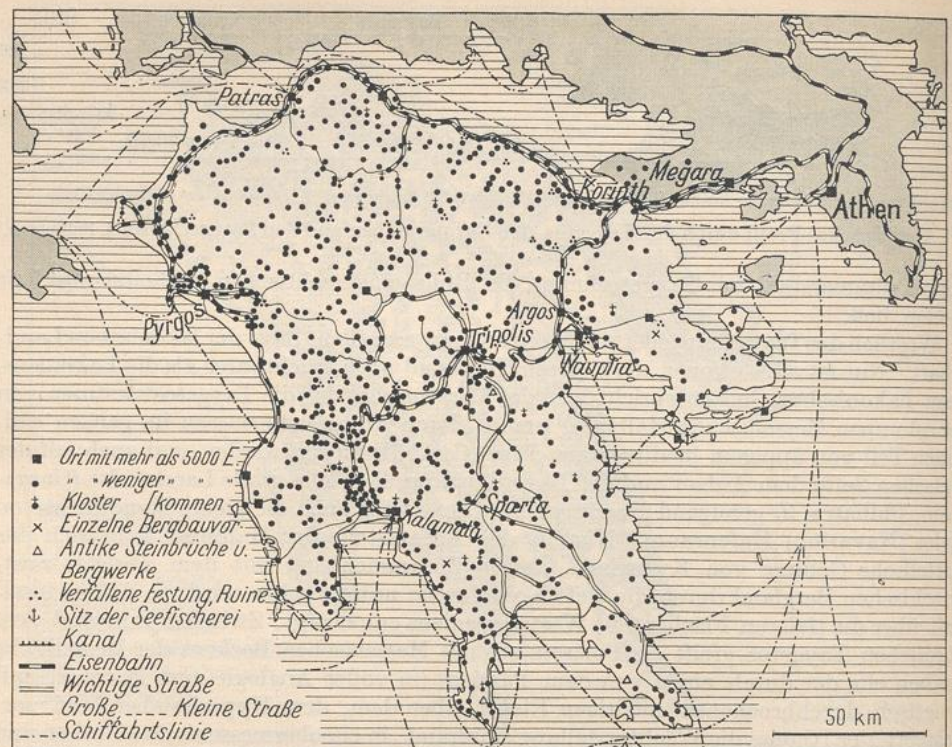 Patras
Korinth
Megara
Athen
Pyrgos
Argos
Tripolis
Nauplia
Sparta
Kalamata
Ort mit mehr als 5000 E.
" weniger " " "
Kloster [kommen
Einzelne Bergbauvor-
Antike Steinbrüche u.
Bergwerke
Verfallene Festung, Ruine
Sitz der Seefischerei
Kanal
Eisenbahn
Wichtige Straße
Große Kleine Straße
Schiffahrtslinie
50 km